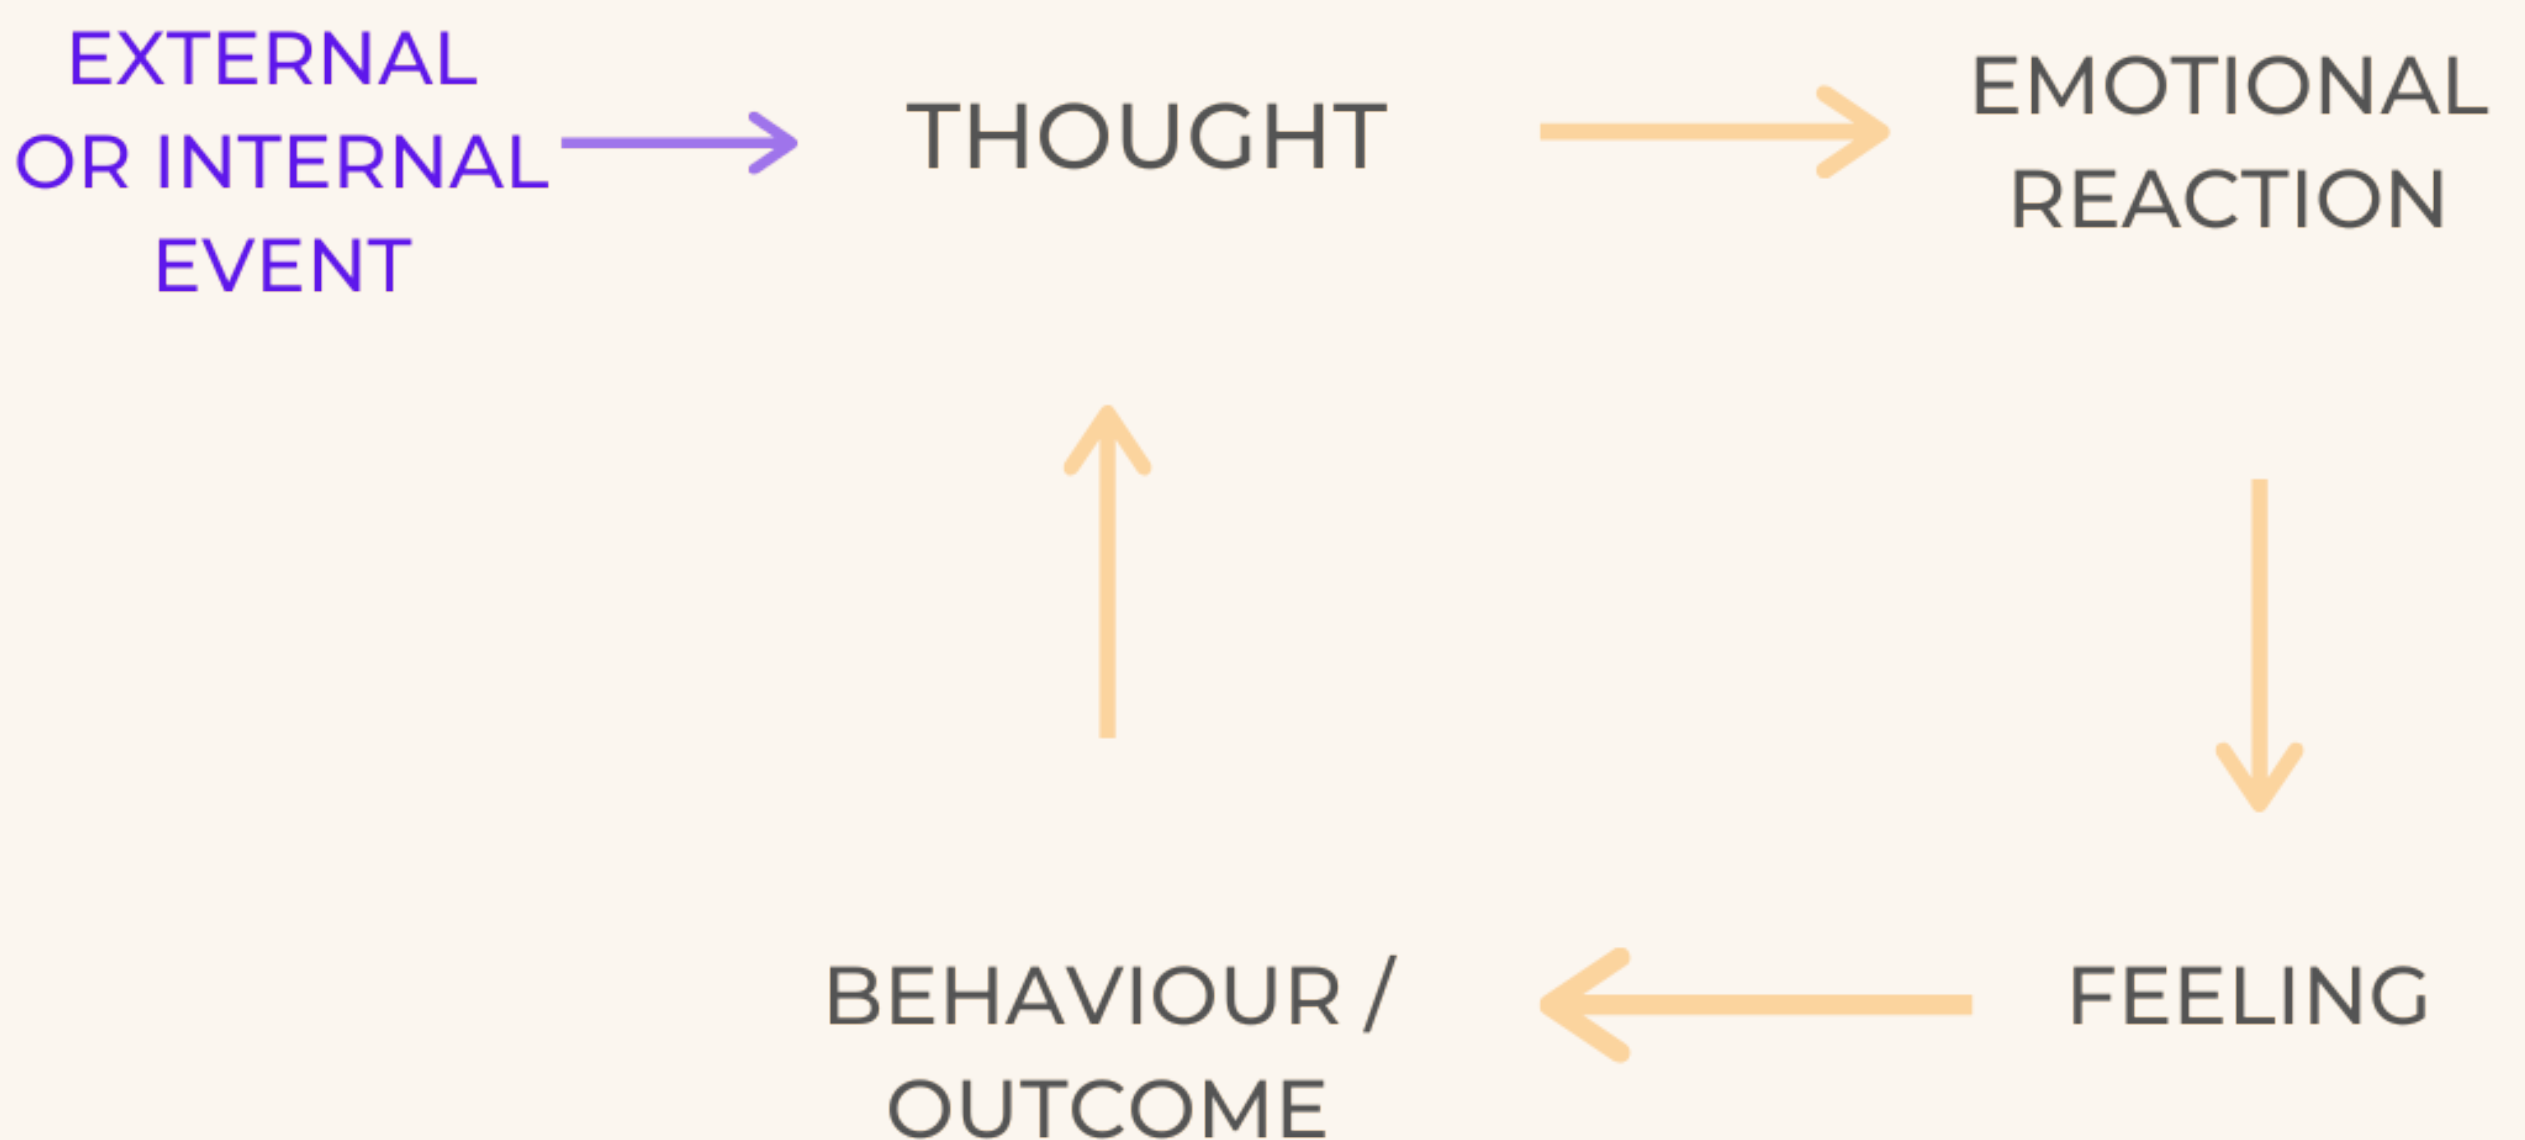 EXTERNAL
OR INTERNAL
EVENT
THOUGHT
EMOTIONAL
REACTION
FEELING
BEHAVIOUR /
OUTCOME